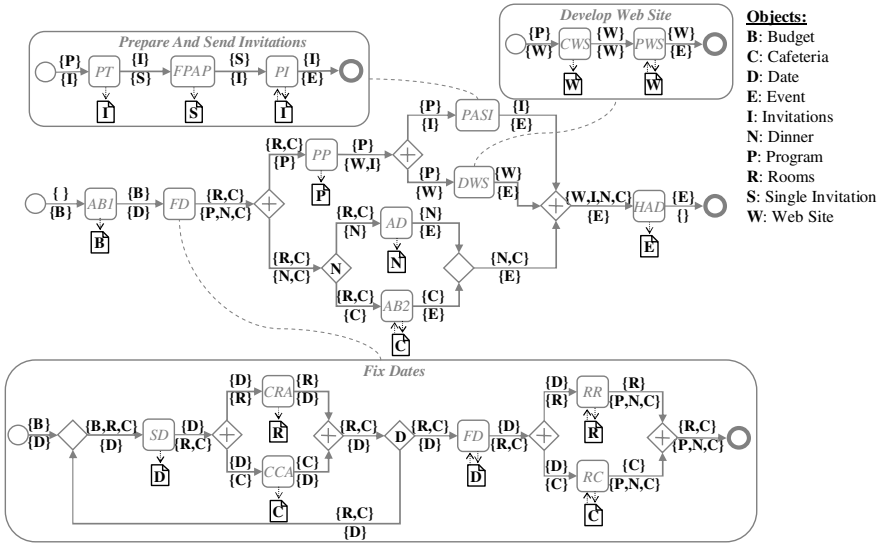 Prepare And Send Invitations
{P}
{I}
PT
{I}
{S}
FPAP
{S}
{I}
PI
{I}
{E}
I
S
I
Develop Web Site
{P}
{W}
CWS
{W}
{W}
PWS
{W}
{E}
W
W
Objects:
B: Budget
C: Cafeteria
D: Date
E: Event
I: Invitations
N: Dinner
P: Program
R: Rooms
S: Single Invitation
W: Web Site
{P}
{I}
PASI
{I}
{E}
{R,C}
{P}
PP
{P}
{W,I}
P
{P}
{W}
DWS
{W}
{E}
{ }
{B}
AB1
{B}
{D}
FD
{R,C}
{P,N,C}
B
{W,I,N,C}
{E}
HAD
{E}
{}
E
{R,C}
{N}
AD
{N}
{E}
N
{R,C}
{N,C}
N
{N,C}
{E}
{R,C}
{C}
AB2
{C}
{E}
C
Fix Dates
{D}
{R}
CRA
{R}
{D}
R
{D}
{R}
RR
{R}
{P,N,C}
R
{B}
{D}
{B,R,C}
{D}
SD
{D}
{R,C}
D
{R,C}
{D}
D
{R,C}
{D}
FD
{D}
{R,C}
D
{R,C}
{P,N,C}
{D}
{C}
CCA
{C}
{D}
C
{D}
{C}
RC
{C}
{P,N,C}
C
{R,C}
{D}